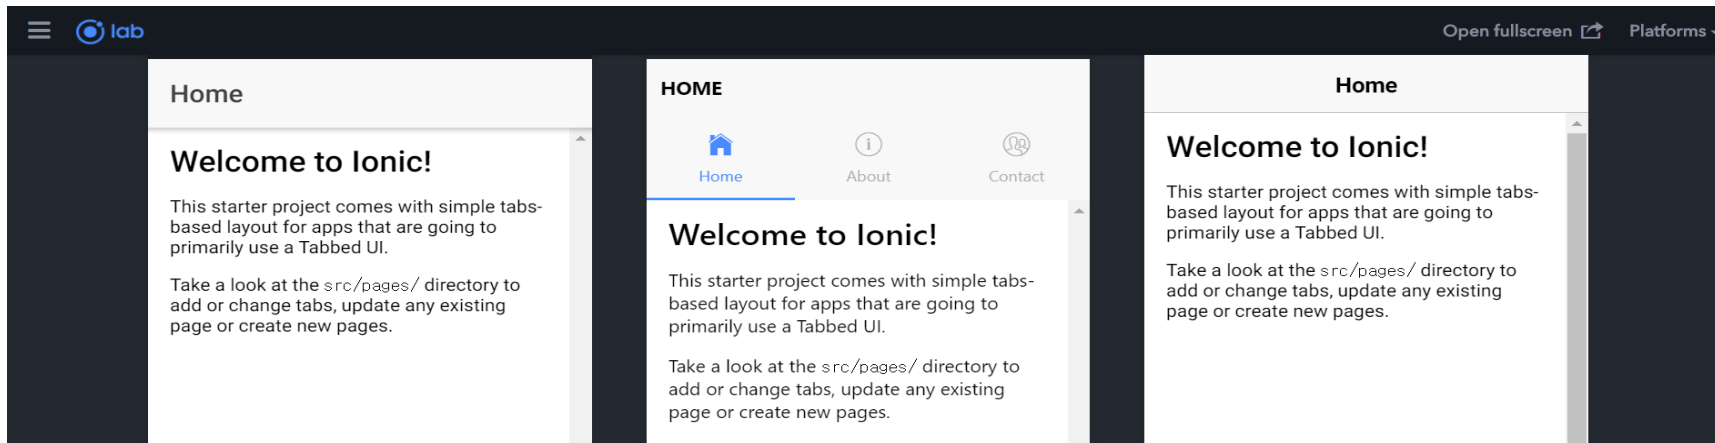 lab
Open fullscreen
Platforms
Home
Welcome to Ionic!
This starter project comes with simple tabs-
based layout for apps that are going to
primarily use a Tabbed UI.
Take a look at the src/pages/ directory to
add or change tabs, update any existing
page or create new pages.
HOME
Home
About
Contact
Welcome to Ionic!
This starter project comes with simple tabs-
based layout for apps that are going to
primarily use a Tabbed UI.
Take a look at the src/pages/ directory to
add or change tabs, update any existing
page or create new pages.
Home
Welcome to Ionic!
This starter project comes with simple tabs-
based layout for apps that are going to
primarily use a Tabbed UI.
Take a look at the src/pages/ directory to
add or change tabs, update any existing
page or create new pages.